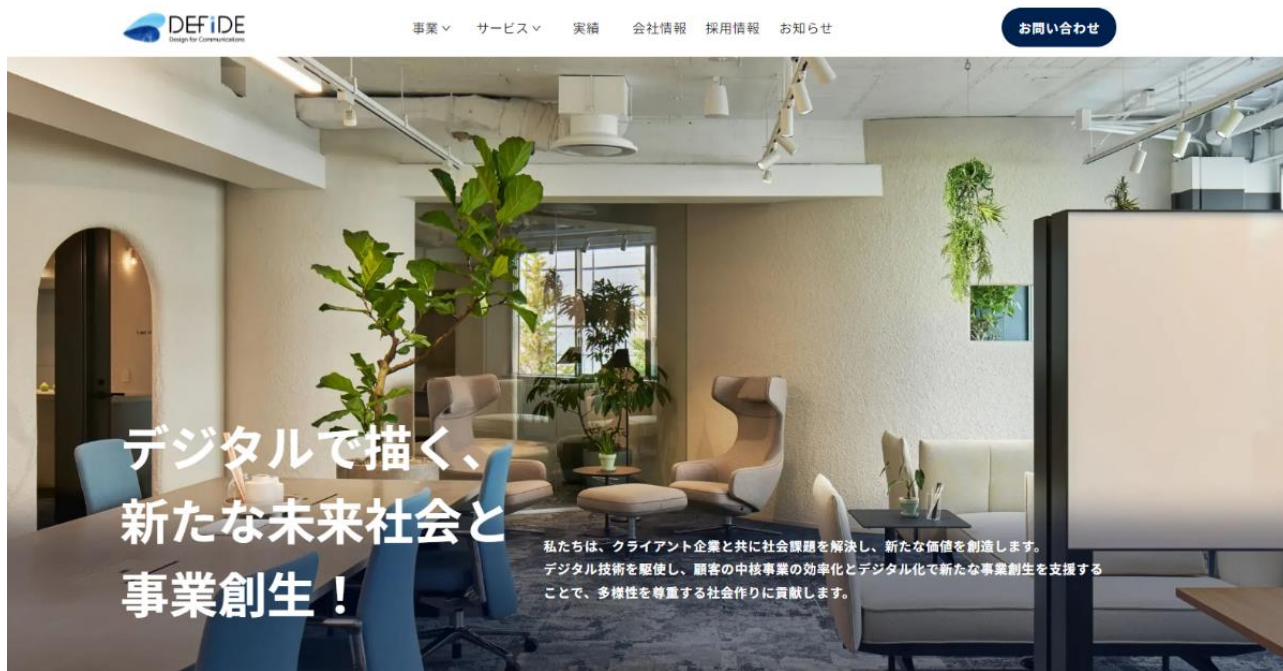 DEFIDE
Design for Communications
事業
サービス
実績
会社情報
採用情報
お知らせ
お問い合わせ
デジタルで描く、
新たな未来社会と
事業創生！
私たちは、クライアント企業と共に社会課題を解決し、新たな価値を創造します。
デジタル技術を駆使し、顧客の中核事業の効率化とデジタル化で新たな事業創生を支援する
ことで、多様性を尊重する社会作りに貢献します。